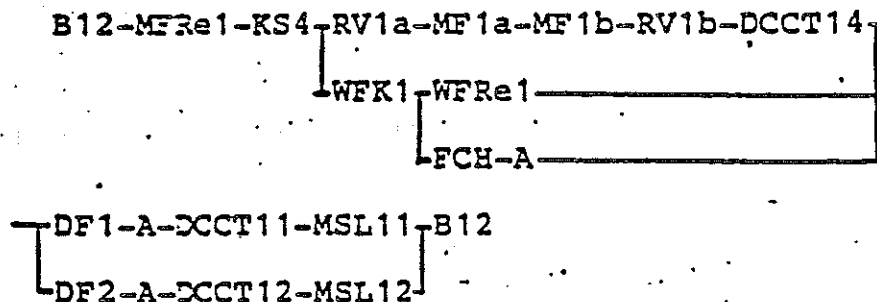 B12-MFRe1-KS4-RV1a-MF1a-MF1b-RV1b-DCCT14
WFK1-WFRe1
FCH-A
DF1-A-DCCT11-MSL11-B12
DF2-A-DCCT12-MSL12